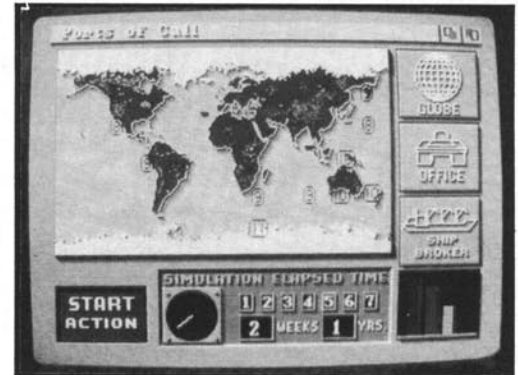 Ports of Call
GLOBE
OFFICE
SHIP
BROKER
START
ACTION
SIMULATION ELAPSED TIME
1 2 3 4 5 6 7
2 WEEKS 1 YRS.